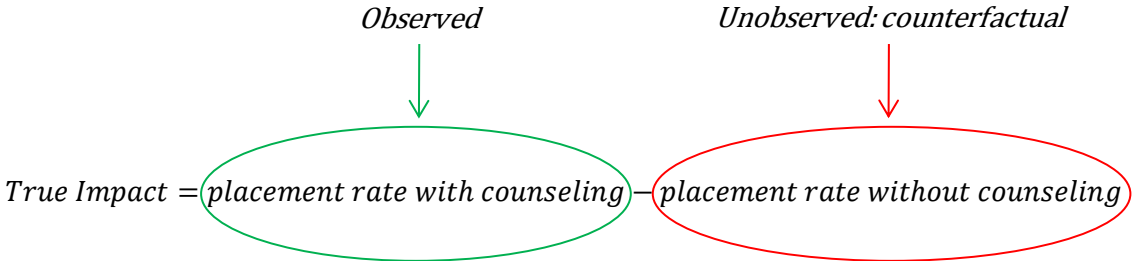 Observed Unobserved: counterfactual
True Impact = placement rate with counseling − placement rate without counseling